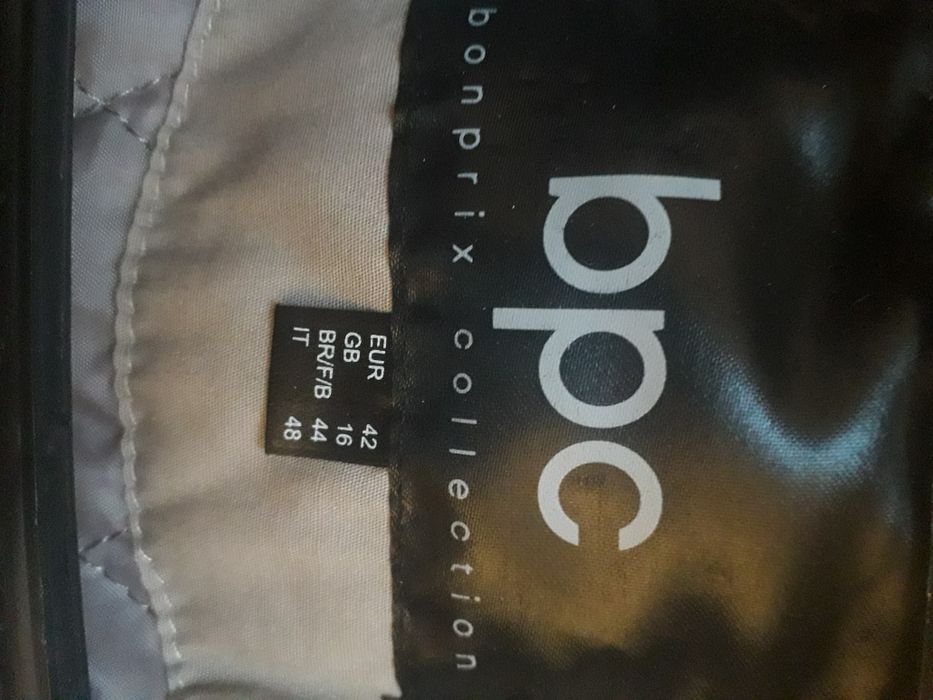 bpc
bonprix collection
EUR 42
GB 16
BR/F/B 44
IT 48